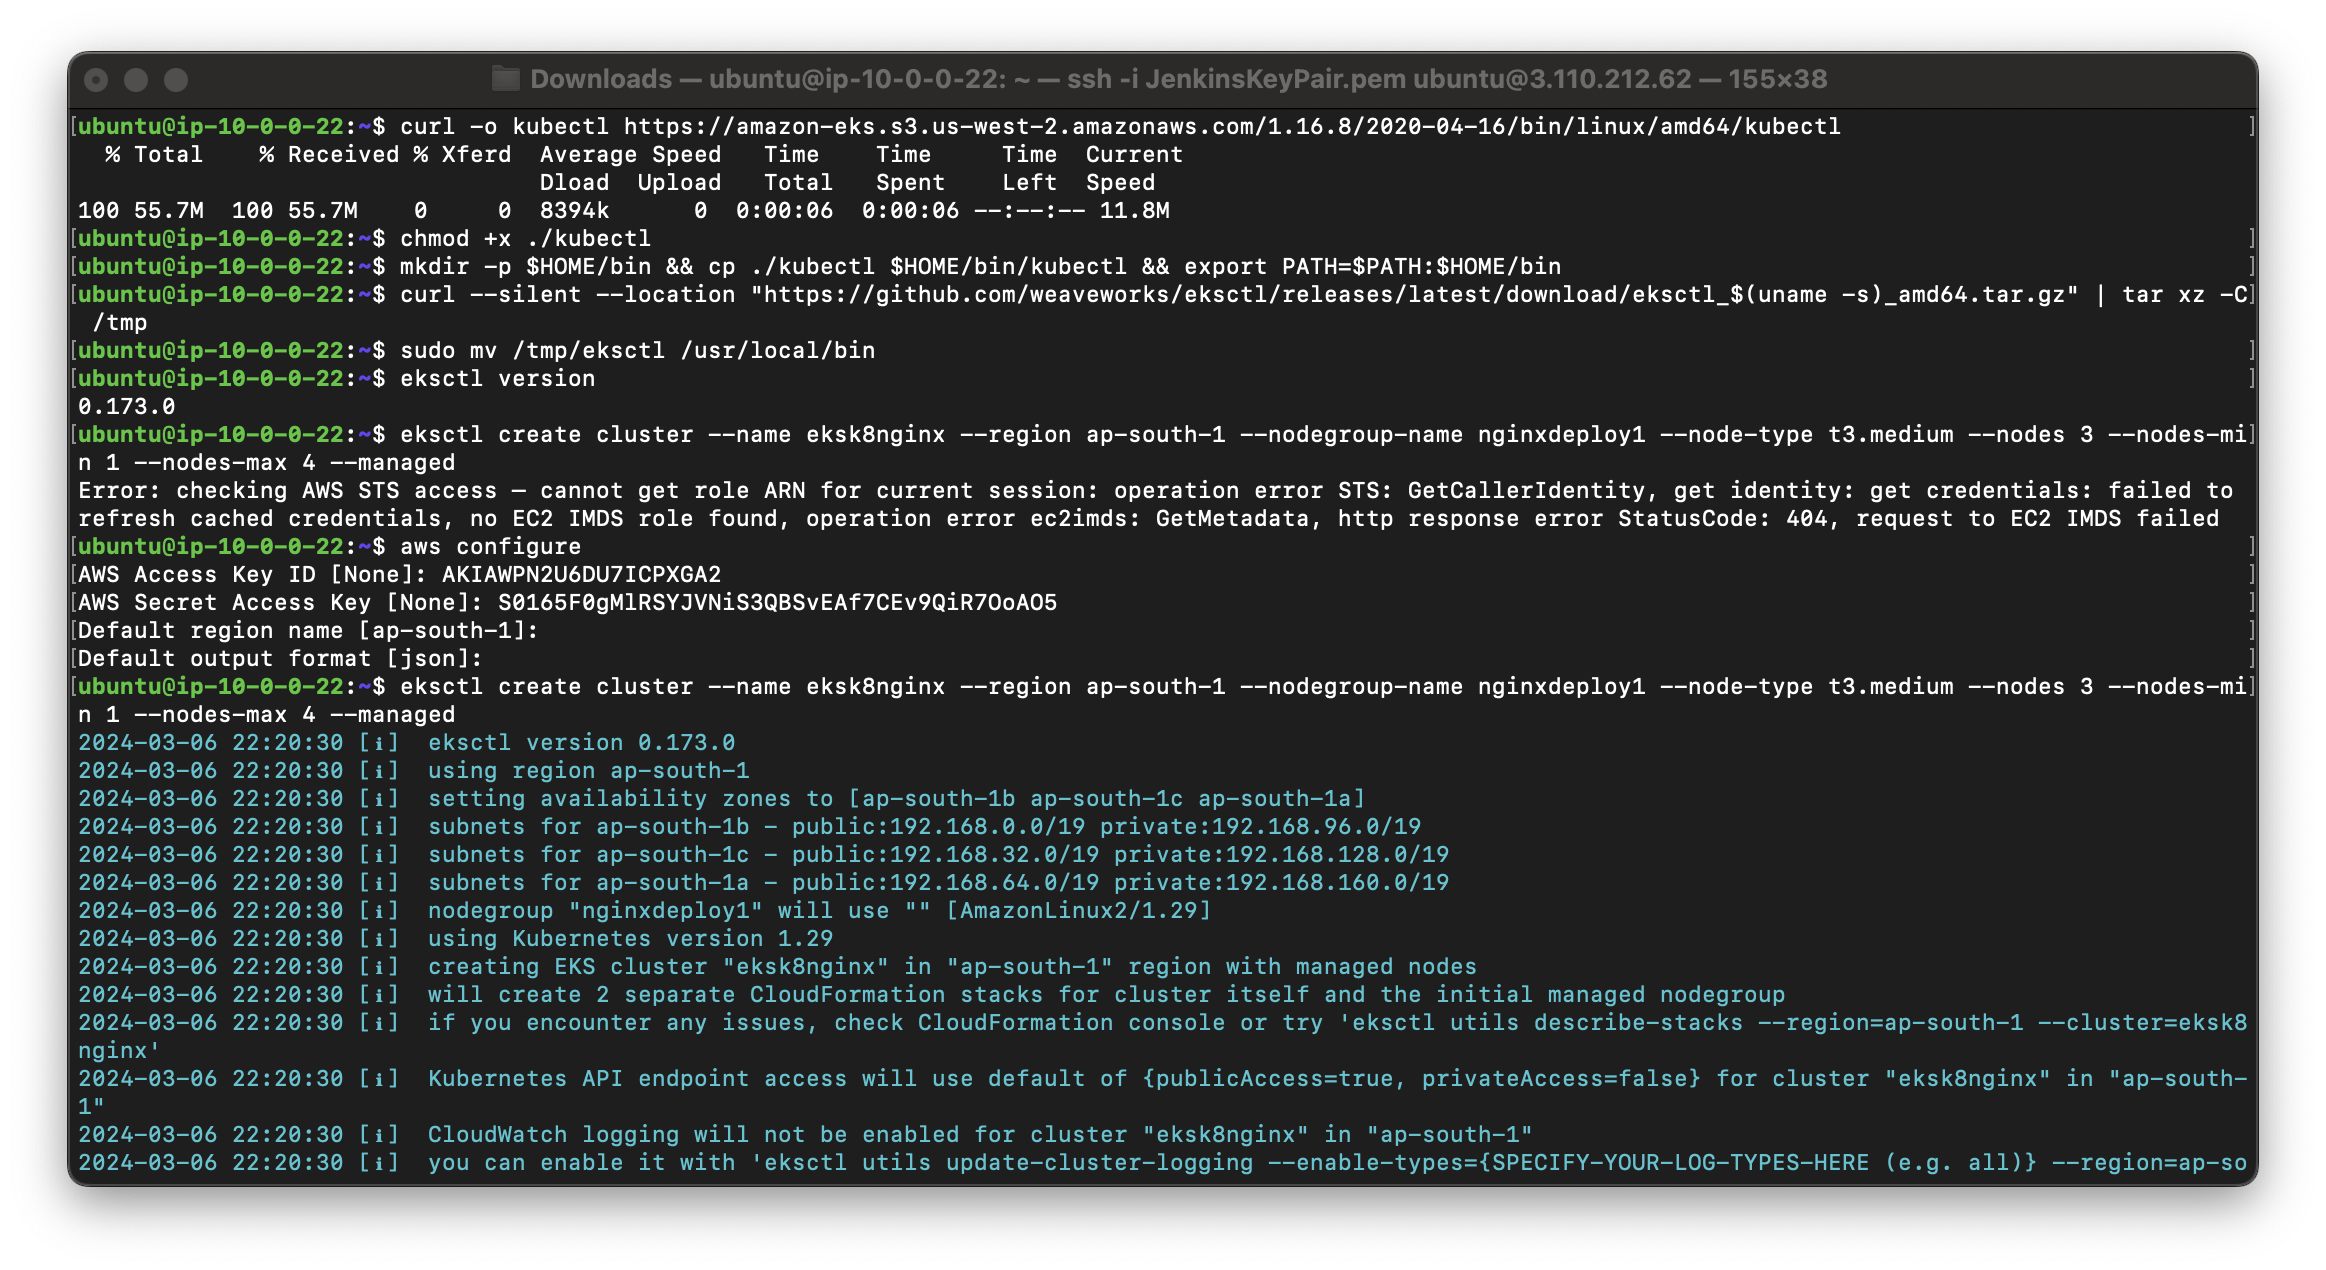 Downloads — ubuntu@ip-10-0-0-22: ~ — ssh -i JenkinsKeyPair.pem ubuntu@3.110.212.62 — 155×38
[ubuntu@ip-10-0-0-22:~$ curl -o kubectl https://amazon-eks.s3.us-west-2.amazonaws.com/1.16.8/2020-04-16/bin/linux/amd64/kubectl ]
% Total % Received % Xferd Average Speed Time Time Time Current
Dload Upload Total Spent Left Speed
100 55.7M 100 55.7M 0 0 8394k 0 0:00:06 0:00:06 --:--:-- 11.8M
[ubuntu@ip-10-0-0-22:~$ chmod +x ./kubectl ]
[ubuntu@ip-10-0-0-22:~$ mkdir -p $HOME/bin && cp ./kubectl $HOME/bin/kubectl && export PATH=$PATH:$HOME/bin ]
[ubuntu@ip-10-0-0-22:~$ curl --silent --location "https://github.com/weaveworks/eksctl/releases/latest/download/eksctl_$(uname -s)_amd64.tar.gz" | tar xz -C]
/tmp
[ubuntu@ip-10-0-0-22:~$ sudo mv /tmp/eksctl /usr/local/bin ]
[ubuntu@ip-10-0-0-22:~$ eksctl version ]
0.173.0
[ubuntu@ip-10-0-0-22:~$ eksctl create cluster --name eksk8nginx --region ap-south-1 --nodegroup-name nginxdeploy1 --node-type t3.medium --nodes 3 --nodes-mi]
n 1 --nodes-max 4 --managed
Error: checking AWS STS access – cannot get role ARN for current session: operation error STS: GetCallerIdentity, get identity: get credentials: failed to
refresh cached credentials, no EC2 IMDS role found, operation error ec2imds: GetMetadata, http response error StatusCode: 404, request to EC2 IMDS failed
[ubuntu@ip-10-0-0-22:~$ aws configure ]
[AWS Access Key ID [None]: AKIAWPN2U6DU7ICPXGA2 ]
[AWS Secret Access Key [None]: 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 ]
[Default region name [ap-south-1]: ]
[Default output format [json]: ]
[ubuntu@ip-10-0-0-22:~$ eksctl create cluster --name eksk8nginx --region ap-south-1 --nodegroup-name nginxdeploy1 --node-type t3.medium --nodes 3 --nodes-mi]
n 1 --nodes-max 4 --managed
2024-03-06 22:20:30 [ℹ] eksctl version 0.173.0
2024-03-06 22:20:30 [ℹ] using region ap-south-1
2024-03-06 22:20:30 [ℹ] setting availability zones to [ap-south-1b ap-south-1c ap-south-1a]
2024-03-06 22:20:30 [ℹ] subnets for ap-south-1b - public:192.168.0.0/19 private:192.168.96.0/19
2024-03-06 22:20:30 [ℹ] subnets for ap-south-1c - public:192.168.32.0/19 private:192.168.128.0/19
2024-03-06 22:20:30 [ℹ] subnets for ap-south-1a - public:192.168.64.0/19 private:192.168.160.0/19
2024-03-06 22:20:30 [ℹ] nodegroup "nginxdeploy1" will use "" [AmazonLinux2/1.29]
2024-03-06 22:20:30 [ℹ] using Kubernetes version 1.29
2024-03-06 22:20:30 [ℹ] creating EKS cluster "eksk8nginx" in "ap-south-1" region with managed nodes
2024-03-06 22:20:30 [ℹ] will create 2 separate CloudFormation stacks for cluster itself and the initial managed nodegroup
2024-03-06 22:20:30 [ℹ] if you encounter any issues, check CloudFormation console or try 'eksctl utils describe-stacks --region=ap-south-1 --cluster=eksk8
nginx'
2024-03-06 22:20:30 [ℹ] Kubernetes API endpoint access will use default of {publicAccess=true, privateAccess=false} for cluster "eksk8nginx" in "ap-south-
1"
2024-03-06 22:20:30 [ℹ] CloudWatch logging will not be enabled for cluster "eksk8nginx" in "ap-south-1"
2024-03-06 22:20:30 [ℹ] you can enable it with 'eksctl utils update-cluster-logging --enable-types={SPECIFY-YOUR-LOG-TYPES-HERE (e.g. all)} --region=ap-so